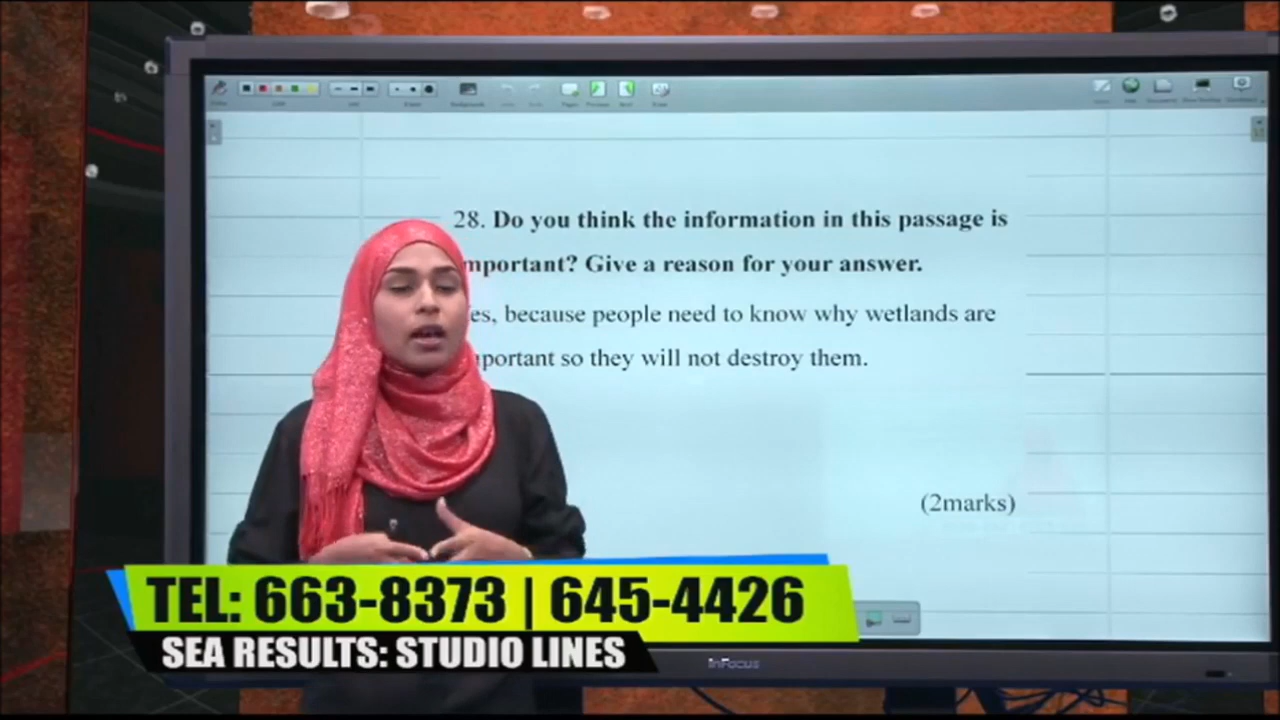 28. Do you think the information in this passage is
mportant? Give a reason for your answer.
es, because people need to know why wetlands are
portant so they will not destroy them.
(2marks)
TEL: 663-8373 | 645-4426
SEA RESULTS: STUDIO LINES
InFocus